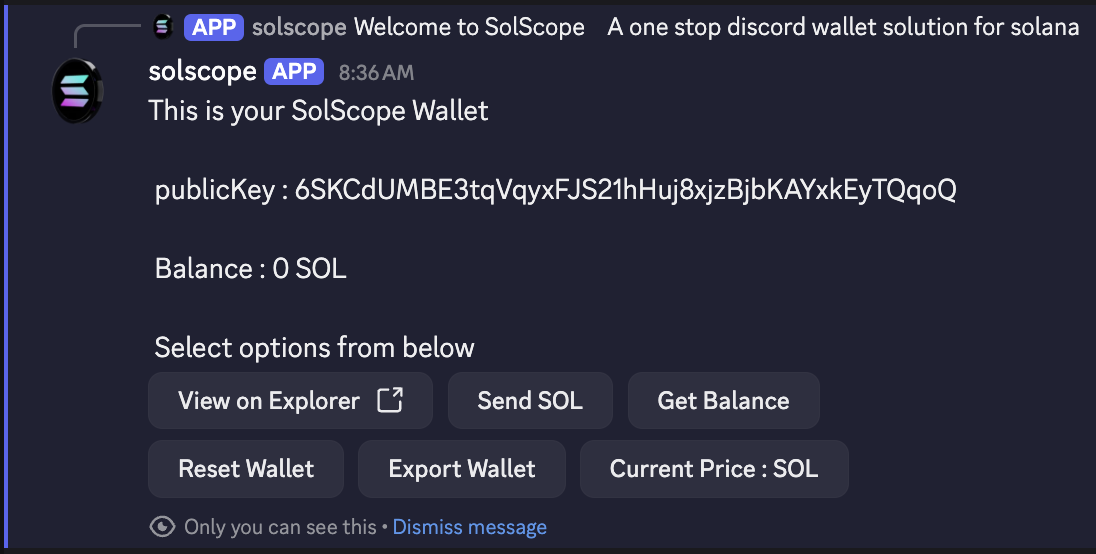 APP solscope Welcome to SolScope A one stop discord wallet solution for solana
solscope APP 8:36 AM
This is your SolScope Wallet
publicKey : 6SKCdUMBE3tqVqyxFJS21hHuj8xjzBjbKAYxkEyTQqoQ
Balance : 0 SOL
Select options from below
View on Explorer Send SOL Get Balance
Reset Wallet Export Wallet Current Price : SOL
Only you can see this • Dismiss message